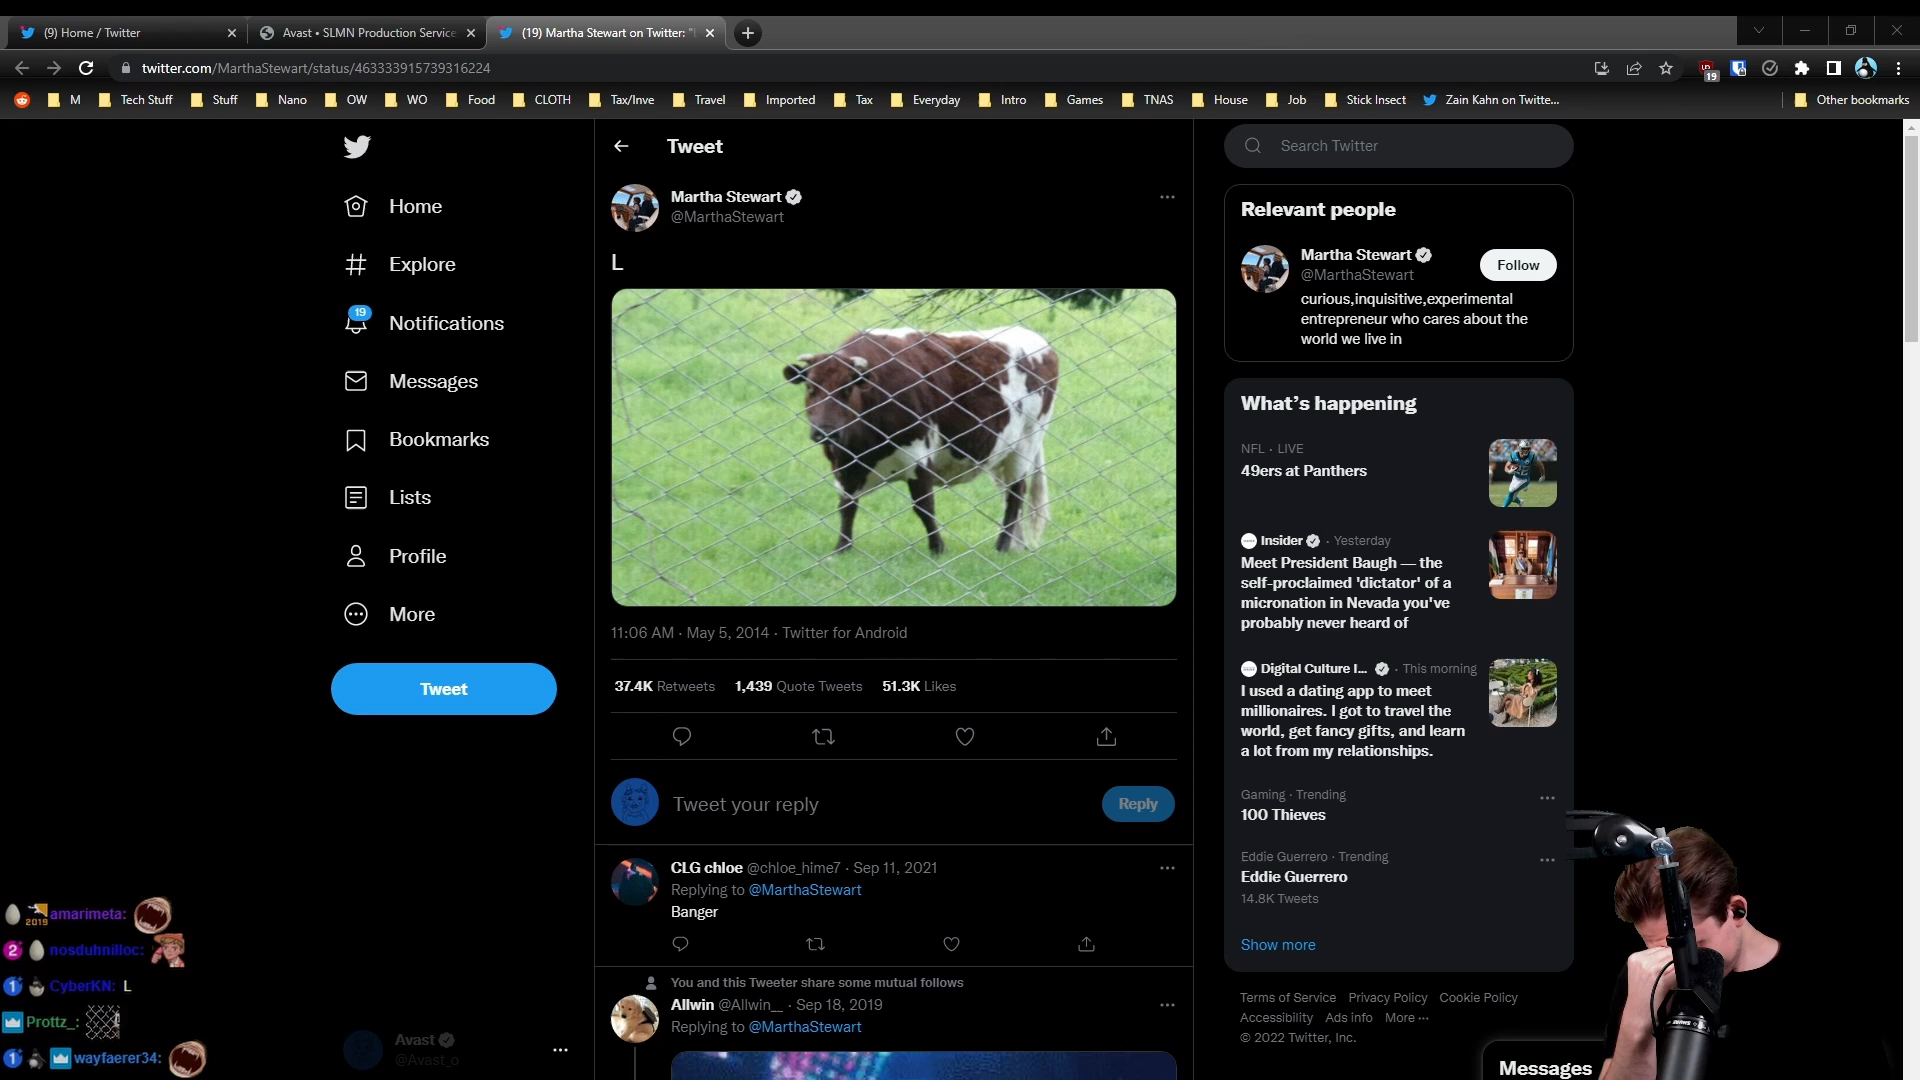 (9) Home / Twitter
Avast • SLMN Production Service
(19) Martha Stewart on Twitter: "L
twitter.com/MarthaStewart/status/463333915739316224
19
M
Tech Stuff
Stuff
Nano
OW
WO
Food
CLOTH
Tax/Inve
Travel
Imported
Tax
Everyday
Intro
Games
TNAS
House
Job
Stick Insect
Zain Kahn on Twitte...
Other bookmarks
Home
Explore
19
Notifications
Messages
Bookmarks
Lists
Profile
More
Tweet
Avast
@Avast_o
Tweet
Martha Stewart
@MarthaStewart
L
11:06 AM · May 5, 2014 · Twitter for Android
37.4K Retweets 1,439 Quote Tweets 51.3K Likes
Tweet your reply
Reply
CLG chloe @chloe_hime7 · Sep 11, 2021
Replying to @MarthaStewart
Banger
You and this Tweeter share some mutual follows
Allwin @Allwin__ · Sep 18, 2019
Replying to @MarthaStewart
Search Twitter
Relevant people
Martha Stewart
@MarthaStewart
Follow
curious,inquisitive,experimental
entrepreneur who cares about the
world we live in
What's happening
NFL · LIVE
49ers at Panthers
Insider · Yesterday
Meet President Baugh — the
self-proclaimed 'dictator' of a
micronation in Nevada you've
probably never heard of
Digital Culture I... · This morning
I used a dating app to meet
millionaires. I got to travel the
world, get fancy gifts, and learn
a lot from my relationships.
Gaming · Trending
100 Thieves
Eddie Guerrero · Trending
Eddie Guerrero
14.8K Tweets
Show more
Terms of Service Privacy Policy Cookie Policy
Accessibility Ads info More ...
© 2022 Twitter, Inc.
Messages
2019 amarimeta:
2 nosduhnilloc:
1 CyberKN: L
Prottz_:
1 wayfaerer34: